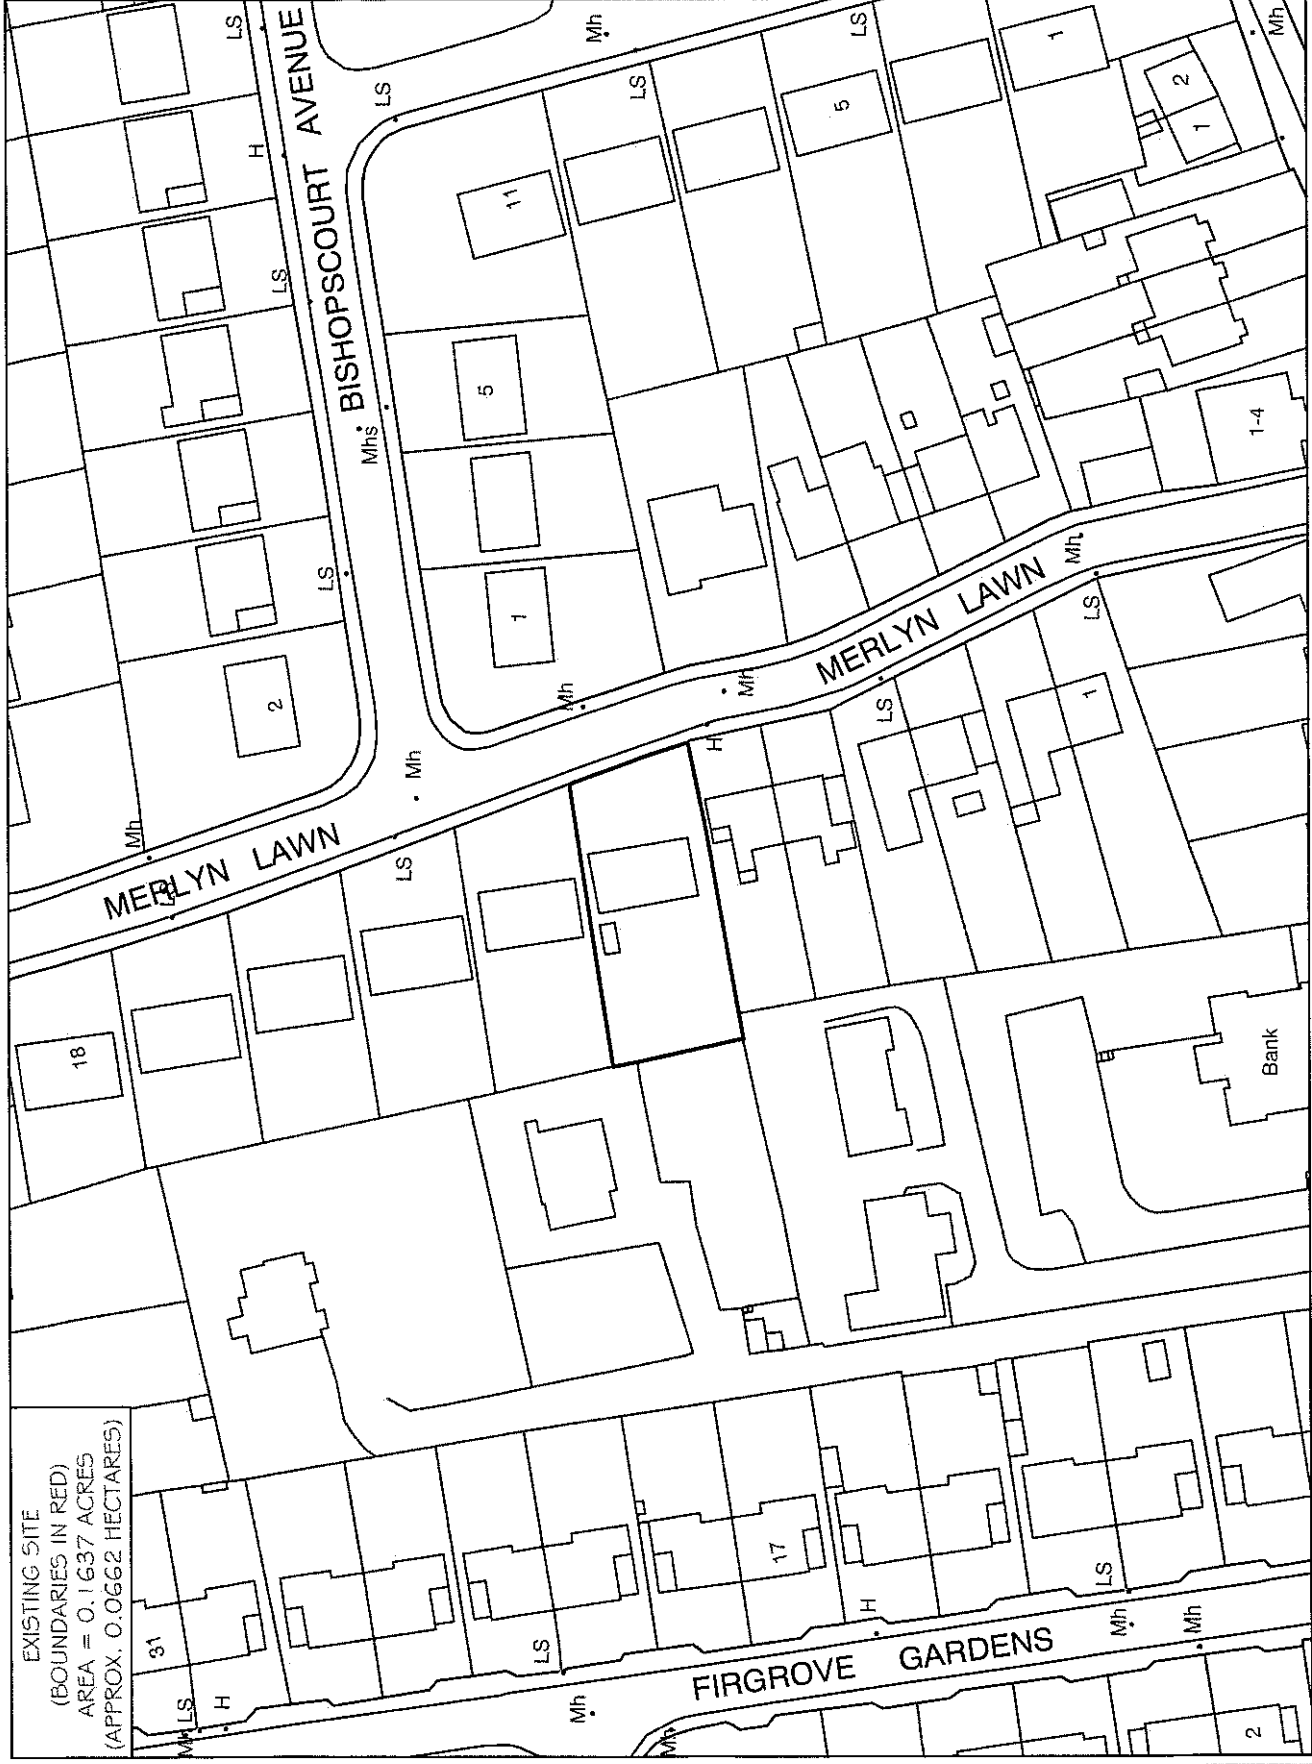 EXISTING SITE
(BOUNDARIES IN RED)
AREA = 0.1637 ACRES
(APPROX. 0.0662 HECTARES)
BISHOPSCOURT AVENUE
MERLYN LAWN
MERLYN LAWN
FIRGROVE GARDENS
LS
H
LS
LS
LS
LS
LS
LS
Mh
Mh
Mhs
Mh
Mh
Mh
Mh
Mh
H
LS
LS
LS
2
1
5
11
5
1
2
1
1-4
1
18
Bank
31
17
2
LS
H
LS
Mh
H
LS
Mh
Mh